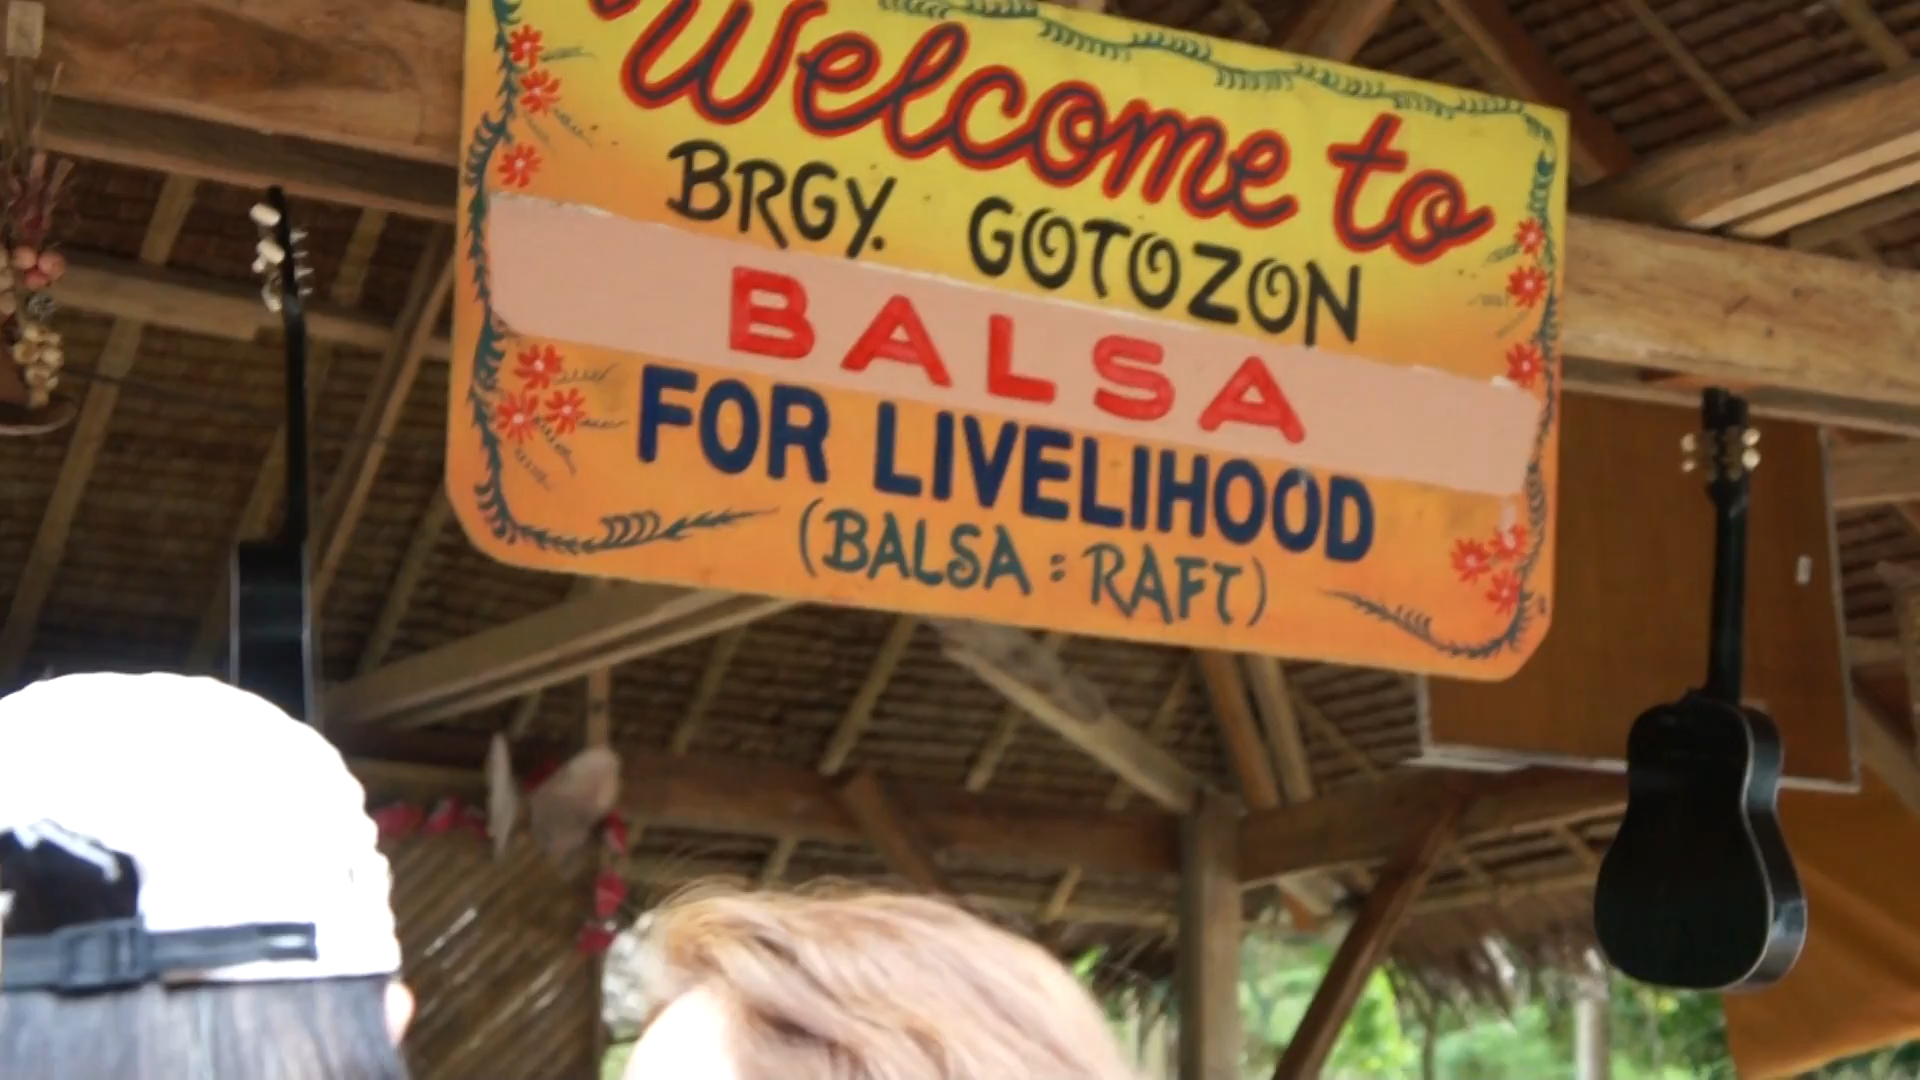 Welcome to
BRGY. GOTOZON
BALSA
FOR LIVELIHOOD
(BALSA : RAFT)